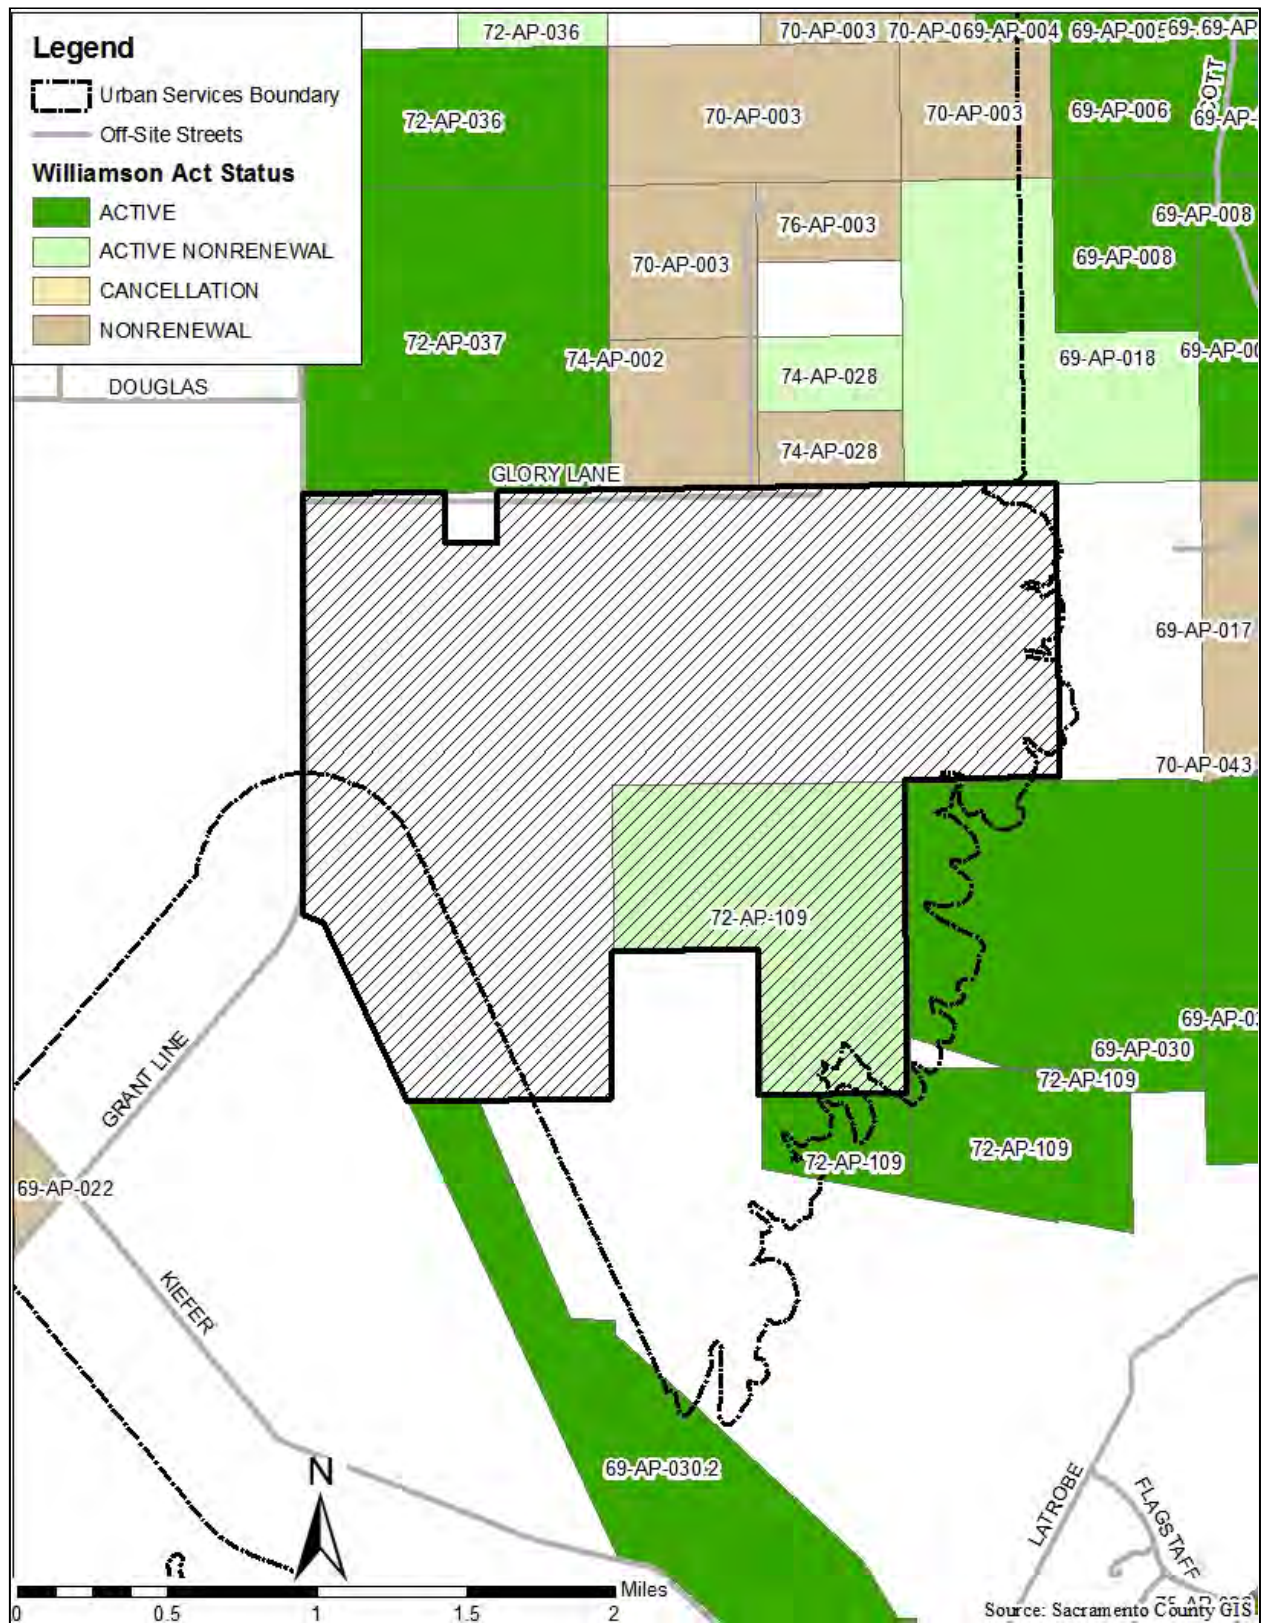 Legend
Urban Services Boundary
Off-Site Streets
Williamson Act Status
ACTIVE
ACTIVE NONRENEWAL
CANCELLATION
NONRENEWAL
72-AP-036
70-AP-003
69-AP-004
69-AP
72-AP-036
70-AP-003
70-AP-003
69-AP-006
69-AP-
76-AP-003
69-AP-008
70-AP-003
69-AP-008
72-AP-037
74-AP-002
74-AP-028
69-AP-018
DOUGLAS
74-AP-028
GLORY LANE
69-AP-017
70-AP-043
72-AP-109
69-AP-030
72-AP-109
72-AP-109
72-AP-109
GRANT LINE
69-AP-022
KIEFER
69-AP-030.2
LATROBE
FLAGSTAFF
N
Miles
0 0.5 1 1.5 2
Source: Sacramento County GIS